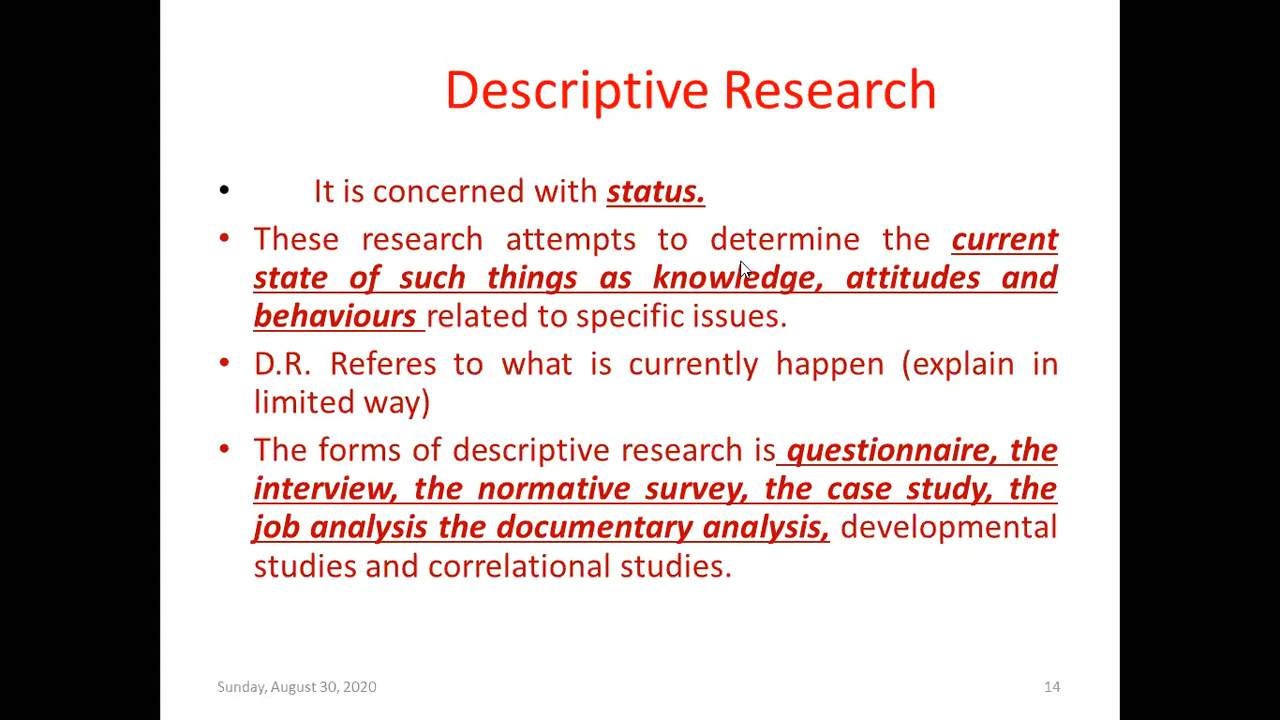 Descriptive Research
• It is concerned with status.
• These research attempts to determine the current
state of such things as knowledge, attitudes and
behaviours related to specific issues.
• D.R. Referes to what is currently happen (explain in
limited way)
• The forms of descriptive research is questionnaire, the
interview, the normative survey, the case study, the
job analysis the documentary analysis, developmental
studies and correlational studies.
Sunday, August 30, 2020
14